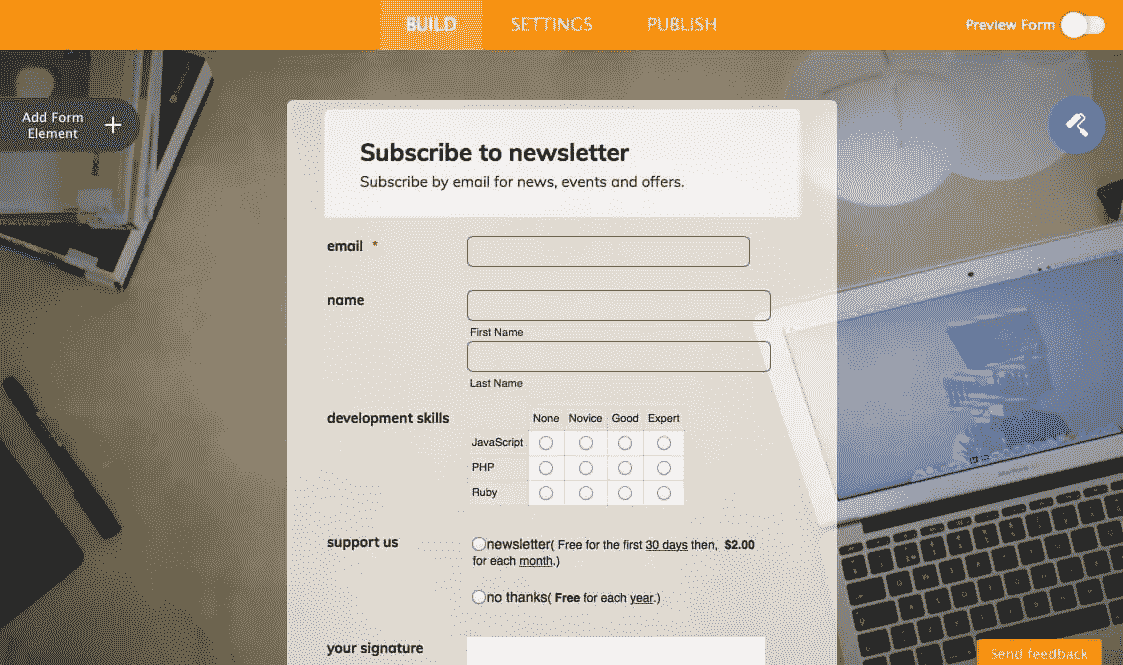 BUILD SETTINGS PUBLISH Preview Form
Add Form
Element
Subscribe to newsletter
Subscribe by email for news, events and offers.
email *
name
First Name
Last Name
development skills
None Novice Good Expert
JavaScript
PHP
Ruby
support us
newsletter( Free for the first 30 days then, $2.00
for each month.)
no thanks( Free for each year.)
your signature
Send feedback